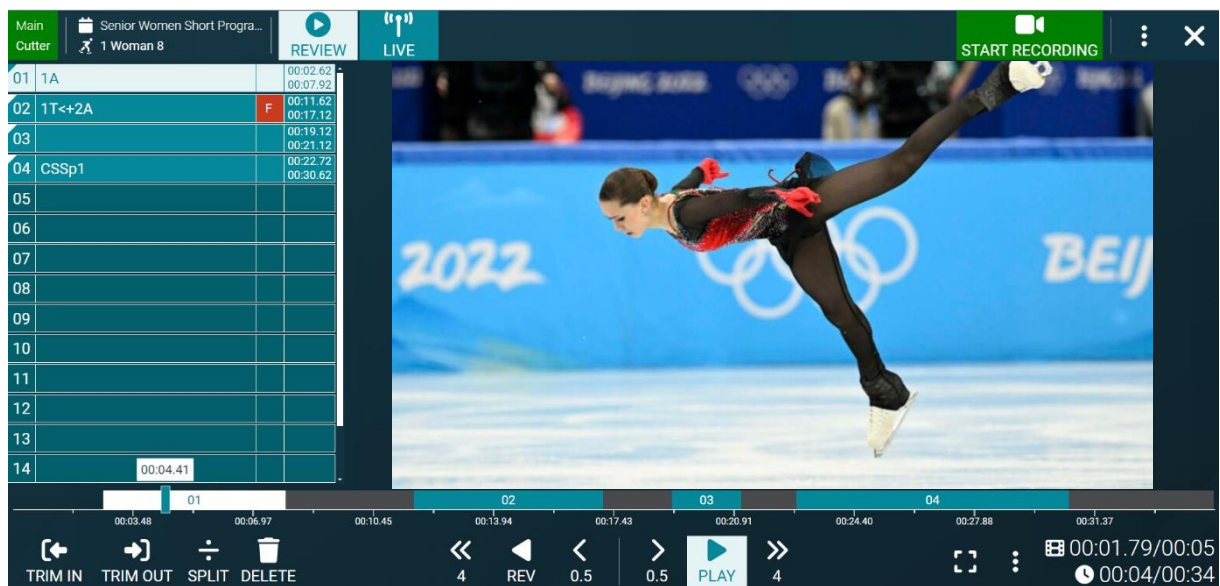 Main
Cutter
Senior Women Short Progra...
1 Woman 8
REVIEW
LIVE
START RECORDING
01 1A 00:02.62
00:07.92
02 1T<+2A F 00:11.62
00:17.12
03 00:19.12
00:21.12
04 CSSp1 00:22.72
00:30.62
05
06
07
08
09
10
11
12
13
14
BEIJING 2022
2022
BEIJ
00:04.41
01 02 03 04
00:03.48 00:06.97 00:10.45 00:13.94 00:17.43 00:20.91 00:24.40 00:27.88 00:31.37
TRIM IN TRIM OUT SPLIT DELETE
4 REV 0.5 0.5 PLAY 4
00:01.79/00:05
00:04/00:34